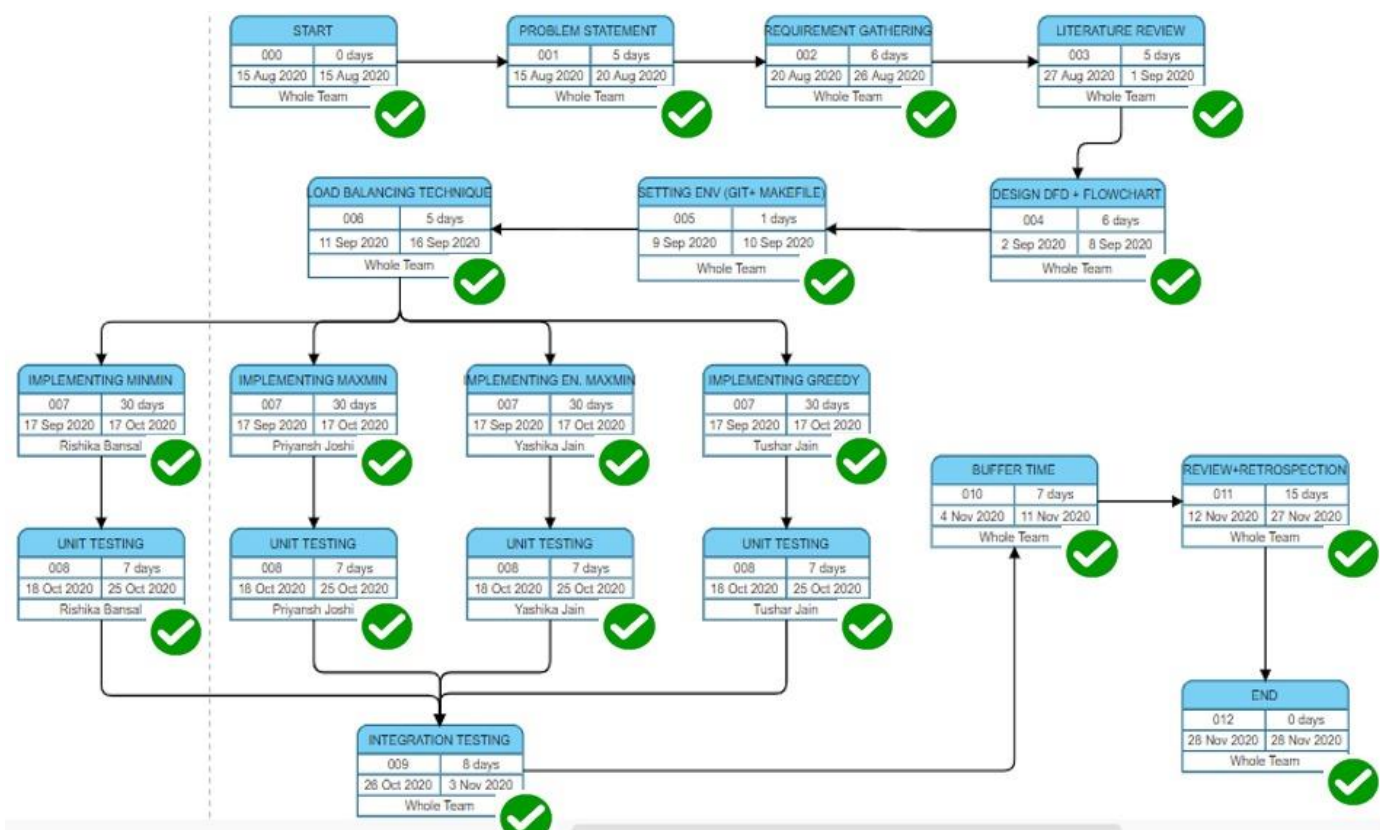 START
000 0 days
15 Aug 2020 15 Aug 2020
Whole Team
PROBLEM STATEMENT
001 5 days
15 Aug 2020 20 Aug 2020
Whole Team
REQUIREMENT GATHERING
002 6 days
20 Aug 2020 26 Aug 2020
Whole Team
LITERATURE REVIEW
003 5 days
27 Aug 2020 1 Sep 2020
Whole Team
DESIGN DFD + FLOWCHART
004 6 days
2 Sep 2020 8 Sep 2020
Whole Team
SETTING ENV (GIT+ MAKEFILE)
005 1 days
9 Sep 2020 10 Sep 2020
Whole Team
LOAD BALANCING TECHNIQUE
006 5 days
11 Sep 2020 16 Sep 2020
Whole Team
IMPLEMENTING MINMIN
007 30 days
17 Sep 2020 17 Oct 2020
Rishika Bansal
IMPLEMENTING MAXMIN
007 30 days
17 Sep 2020 17 Oct 2020
Priyansh Joshi
IMPLEMENTING EN. MAXMIN
007 30 days
17 Sep 2020 17 Oct 2020
Yashika Jain
IMPLEMENTING GREEDY
007 30 days
17 Sep 2020 17 Oct 2020
Tushar Jain
UNIT TESTING
008 7 days
18 Oct 2020 25 Oct 2020
Rishika Bansal
UNIT TESTING
008 7 days
18 Oct 2020 25 Oct 2020
Priyansh Joshi
UNIT TESTING
008 7 days
18 Oct 2020 25 Oct 2020
Yashika Jain
UNIT TESTING
008 7 days
18 Oct 2020 25 Oct 2020
Tushar Jain
INTEGRATION TESTING
009 8 days
26 Oct 2020 3 Nov 2020
Whole Team
BUFFER TIME
010 7 days
4 Nov 2020 11 Nov 2020
Whole Team
REVIEW+RETROSPECTION
011 15 days
12 Nov 2020 27 Nov 2020
Whole Team
END
012 0 days
28 Nov 2020 28 Nov 2020
Whole Team